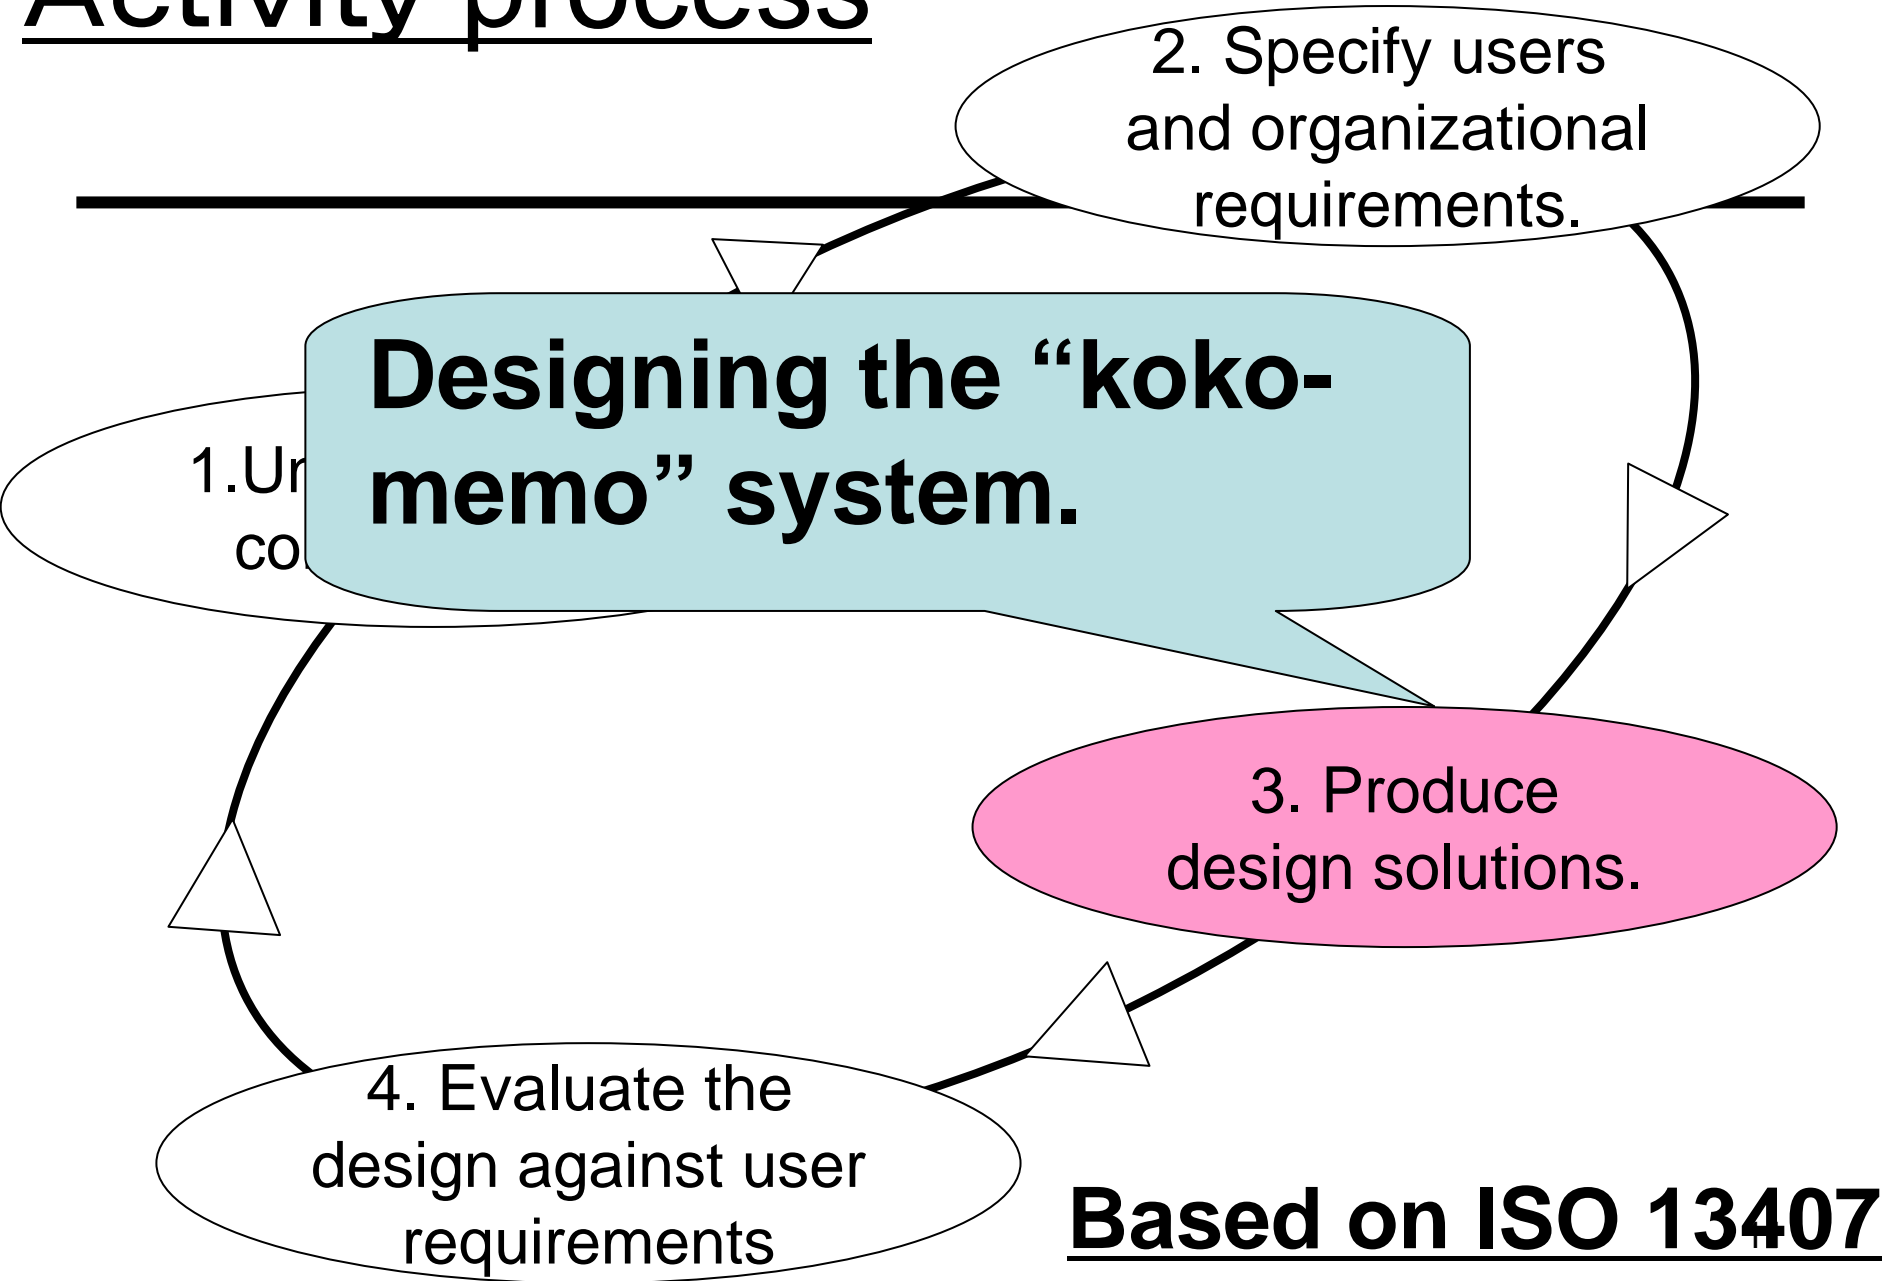 Activity process
2. Specify users
and organizational
requirements.
Designing the “koko-
memo” system.
3. Produce
design solutions.
4. Evaluate the
design against user
requirements
Based on ISO 13407